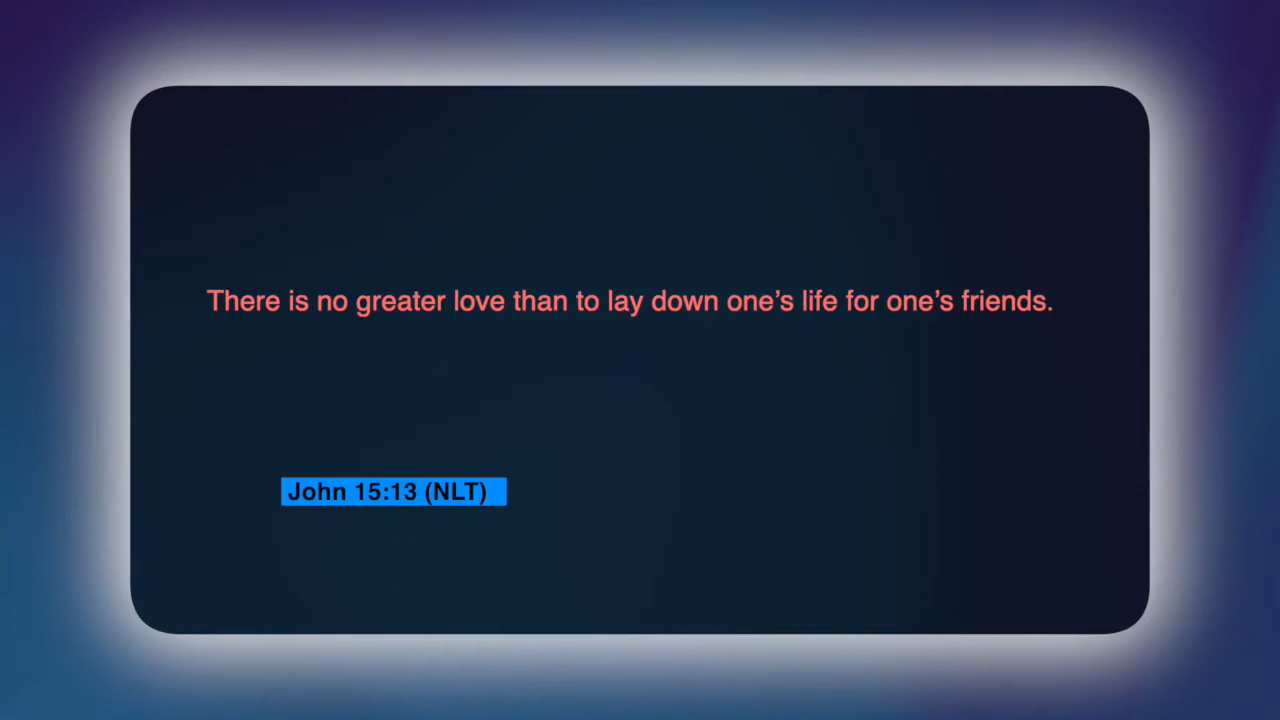 There is no greater love than to lay down one’s life for one’s friends.
John 15:13 (NLT)